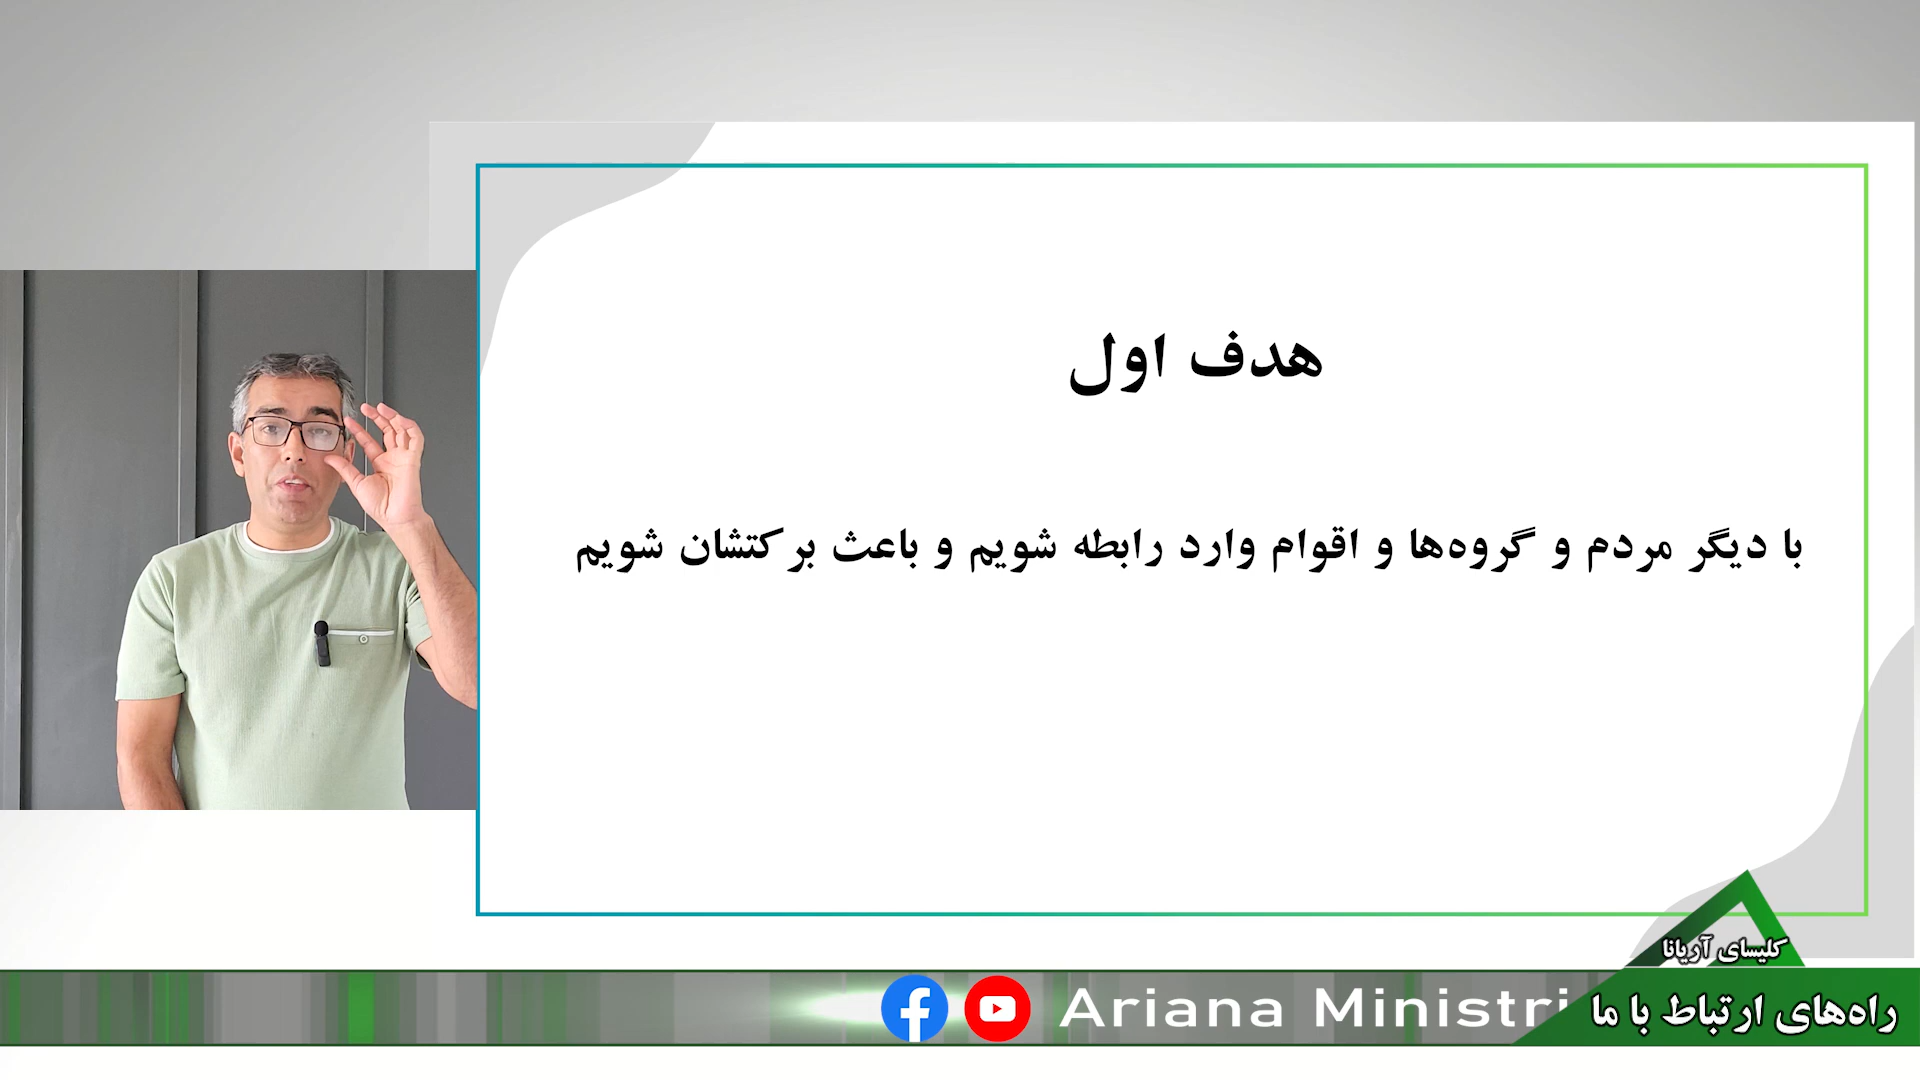 هدف اول
با دیگر مردم و گروه‌ها و اقوام وارد رابطه شویم و باعث برکتشان شویم
کلیسای آریانا
راه‌های ارتباط با ما
Ariana Ministri